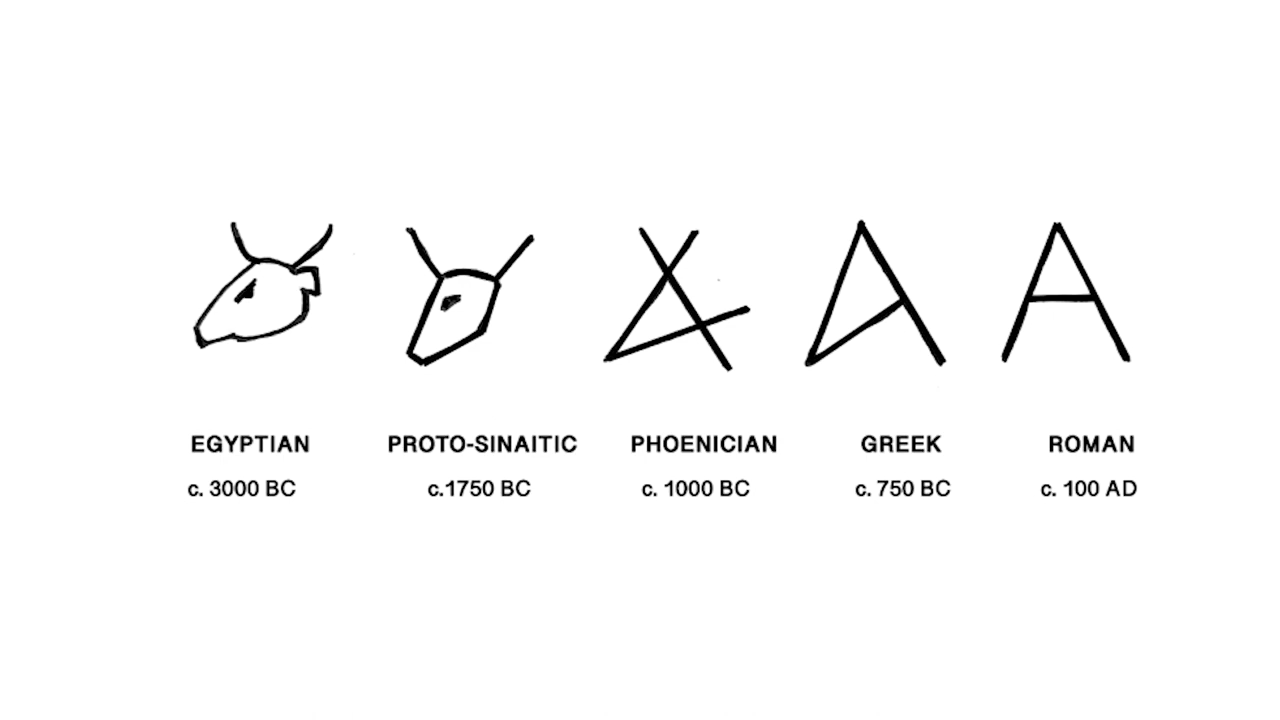 EGYPTIAN PROTO-SINAITIC PHOENICIAN GREEK ROMAN
c. 3000 BC c.1750 BC c. 1000 BC c. 750 BC c. 100 AD